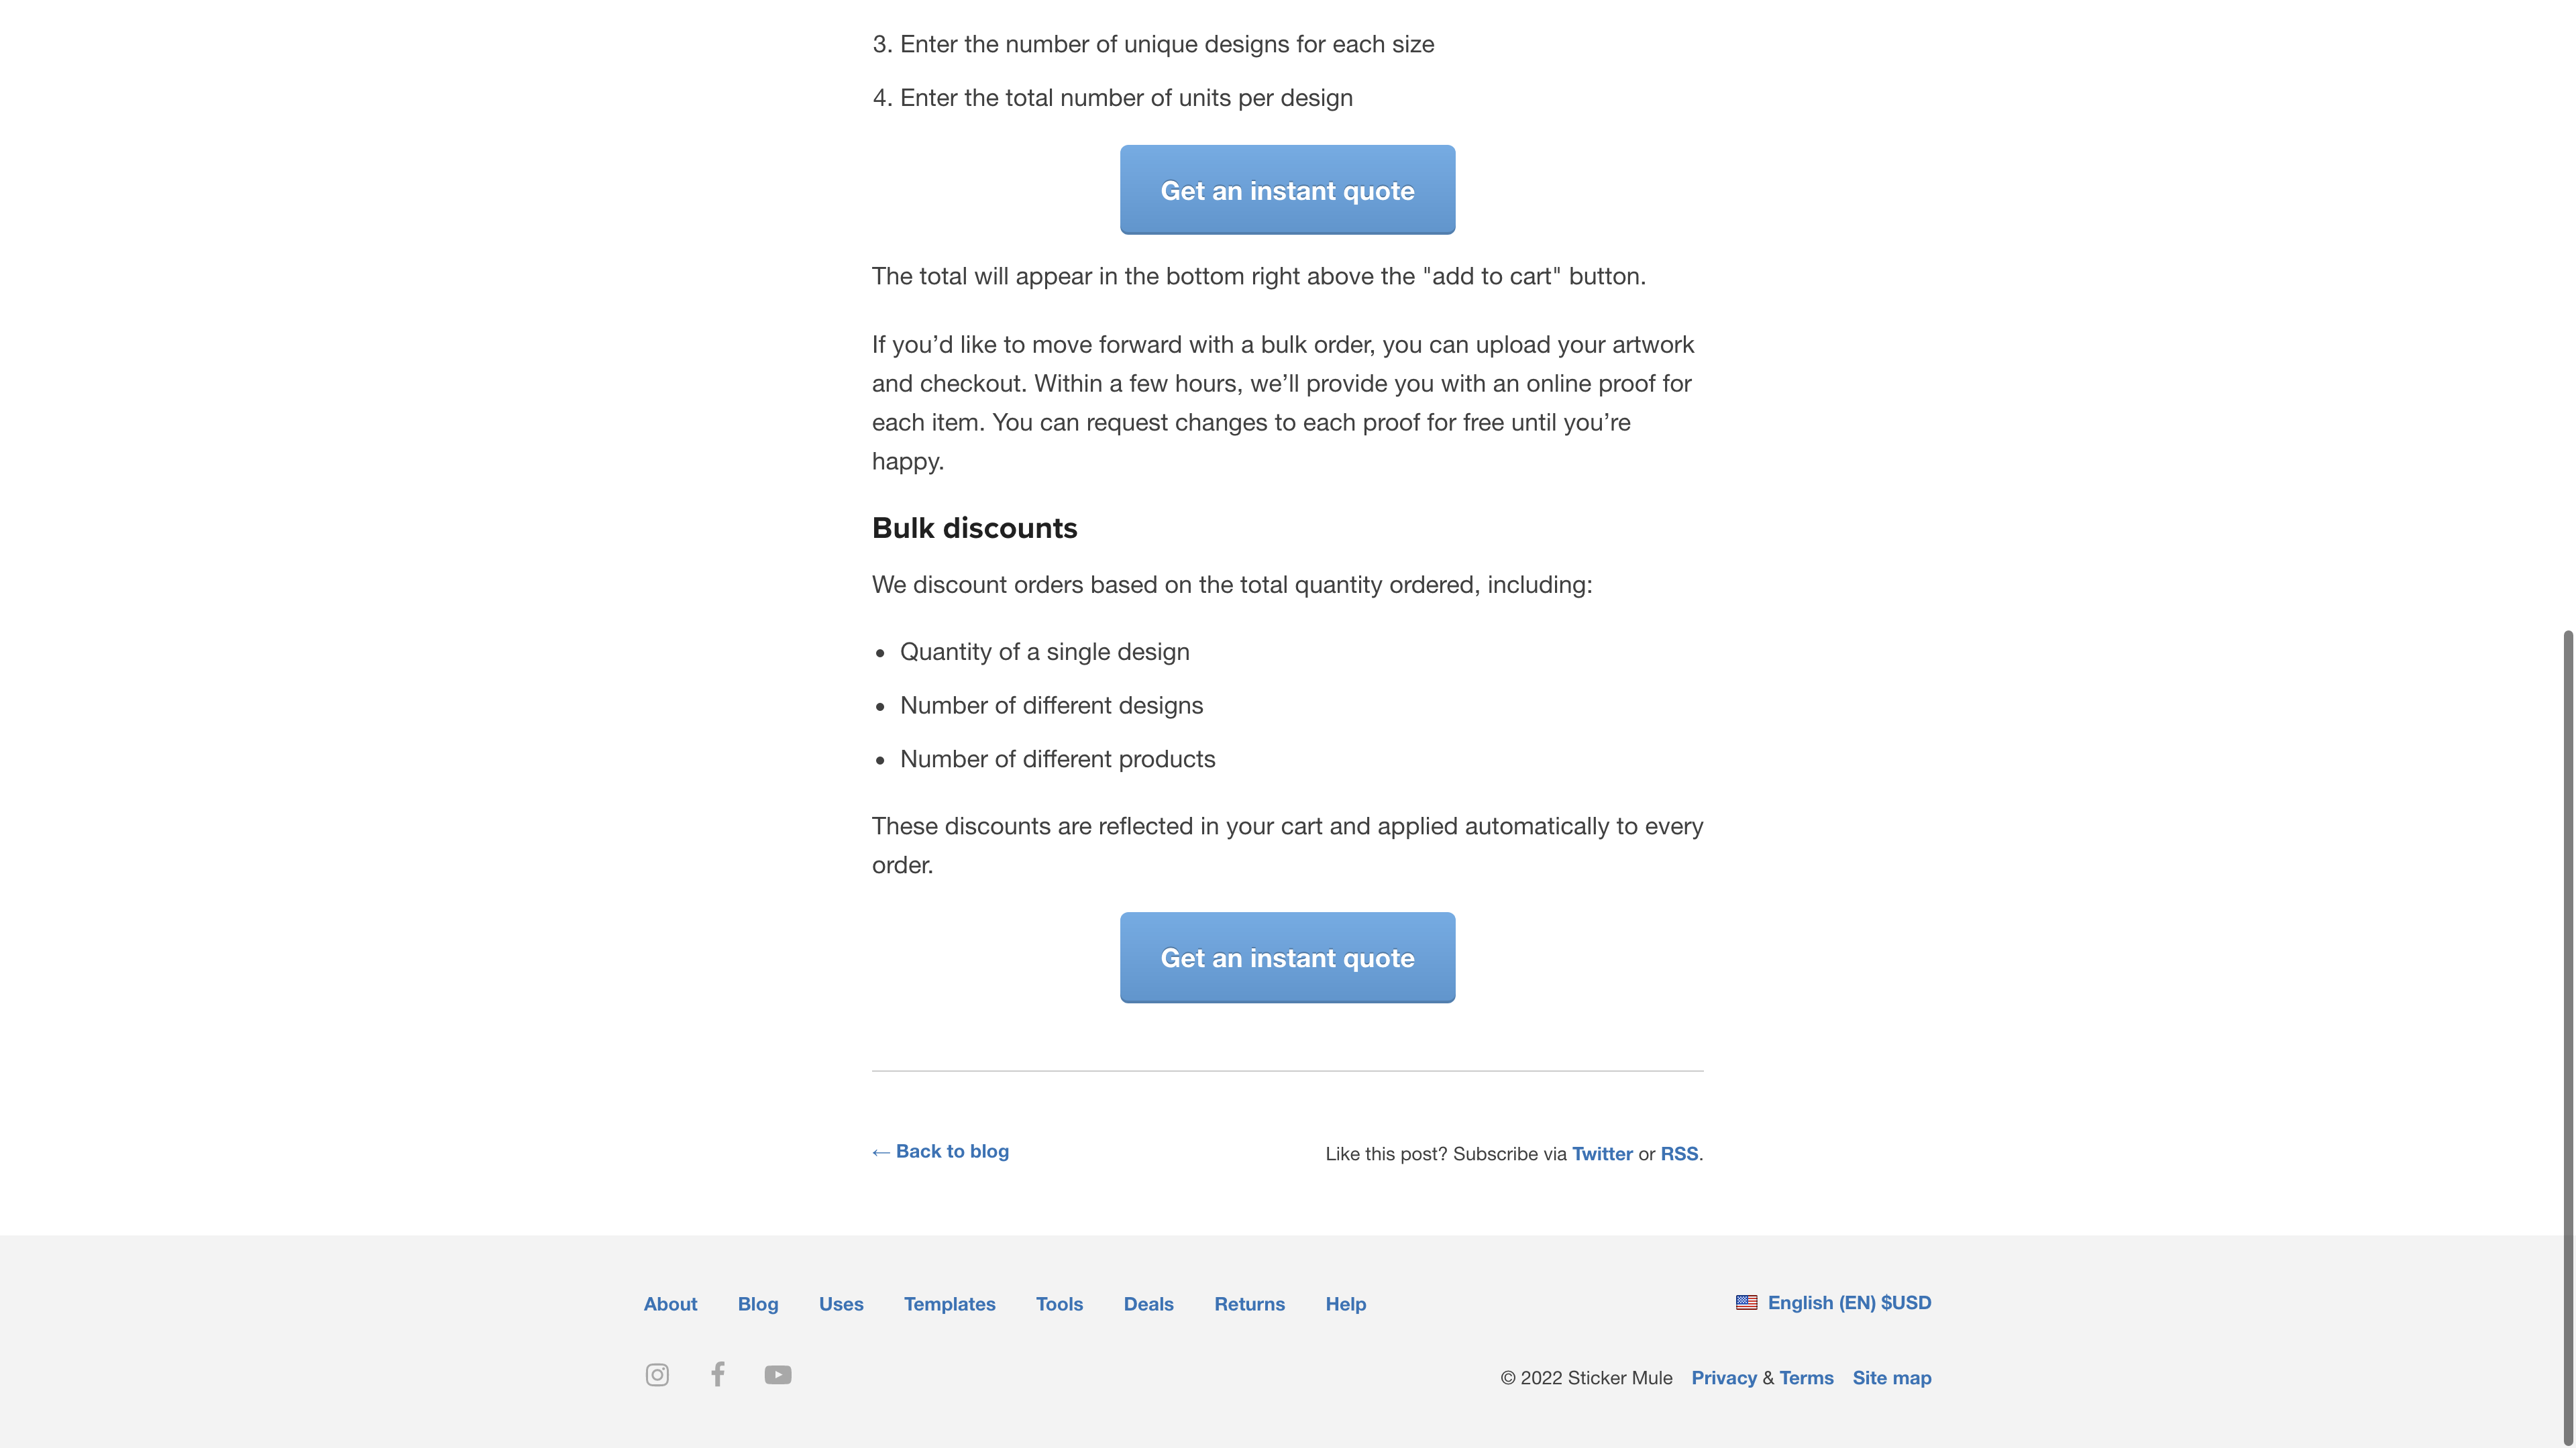 3. Enter the number of unique designs for each size
4. Enter the total number of units per design
Get an instant quote
The total will appear in the bottom right above the "add to cart" button.
If you’d like to move forward with a bulk order, you can upload your artwork
and checkout. Within a few hours, we’ll provide you with an online proof for
each item. You can request changes to each proof for free until you’re
happy.
Bulk discounts
We discount orders based on the total quantity ordered, including:
• Quantity of a single design
• Number of different designs
• Number of different products
These discounts are reflected in your cart and applied automatically to every
order.
Get an instant quote
← Back to blog
Like this post? Subscribe via Twitter or RSS.
About Blog Uses Templates Tools Deals Returns Help
English (EN) $USD
© 2022 Sticker Mule Privacy & Terms Site map